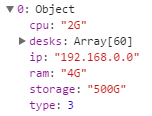 0: Object
cpu: "2G"
desks: Array[60]
ip: "192.168.0.0"
ram: "4G"
storage: "500G"
type: 3